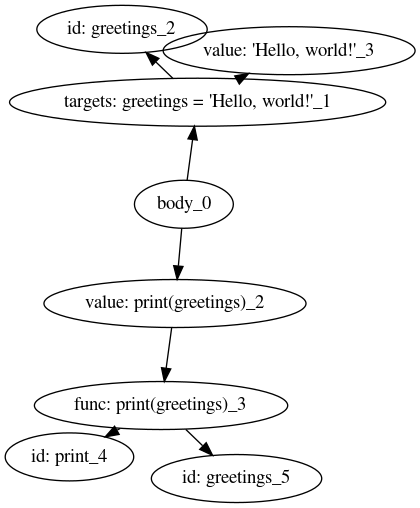 id: greetings_2
value: 'Hello, world!'_3
targets: greetings = 'Hello, world!'_1
body_0
value: print(greetings)_2
func: print(greetings)_3
id: print_4
id: greetings_5